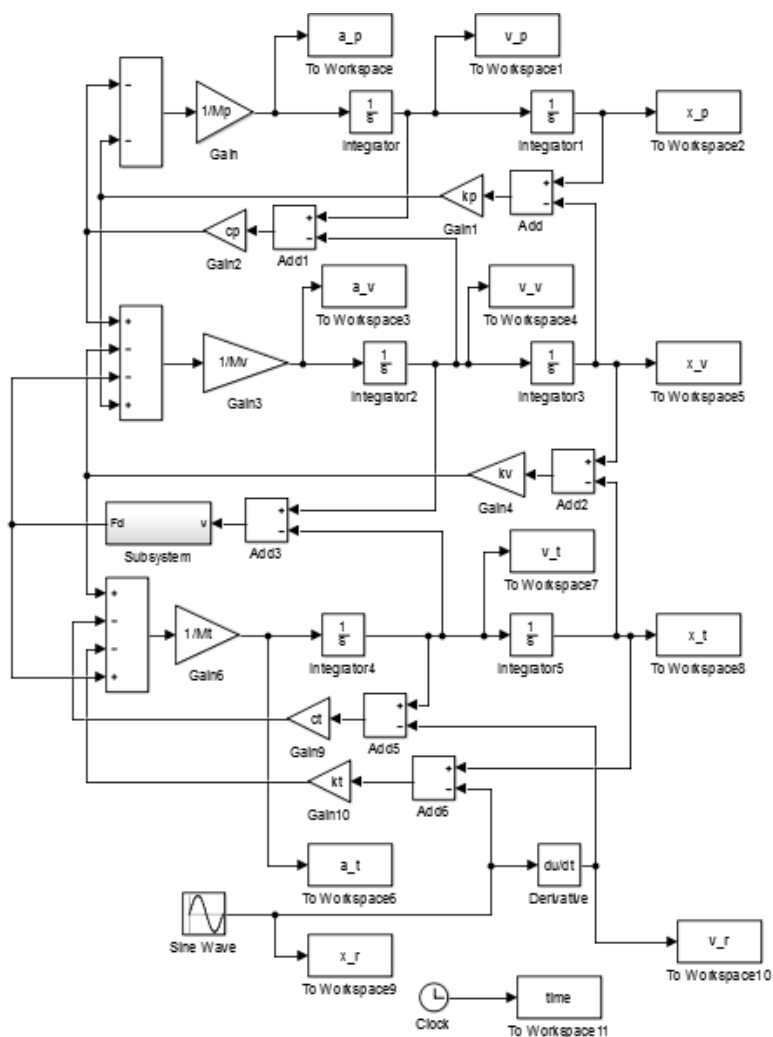 a_p
To Workspace
v_p
To Workspace1
−
−
1/Mp
Gain
1
s
Integrator
1
s
Integrator1
x_p
To Workspace2
kp
Gain1
+
−
Add
cp
Gain2
+
−
Add1
a_v
To Workspace3
v_v
To Workspace4
+
−
−
+
1/Mv
Gain3
1
s
Integrator2
1
s
Integrator3
x_v
To Workspace5
kv
Gain4
+
−
Add2
Fd
v
Subsystem
+
−
Add3
v_t
To Workspace7
+
−
−
+
1/Mt
Gain6
1
s
Integrator4
1
s
Integrator5
x_t
To Workspace8
ct
Gain9
+
−
Add5
kt
Gain10
+
−
Add6
a_t
To Workspace6
du/dt
Derivative
Sine Wave
x_r
To Workspace9
v_r
To Workspace10
Clock
time
To Workspace11